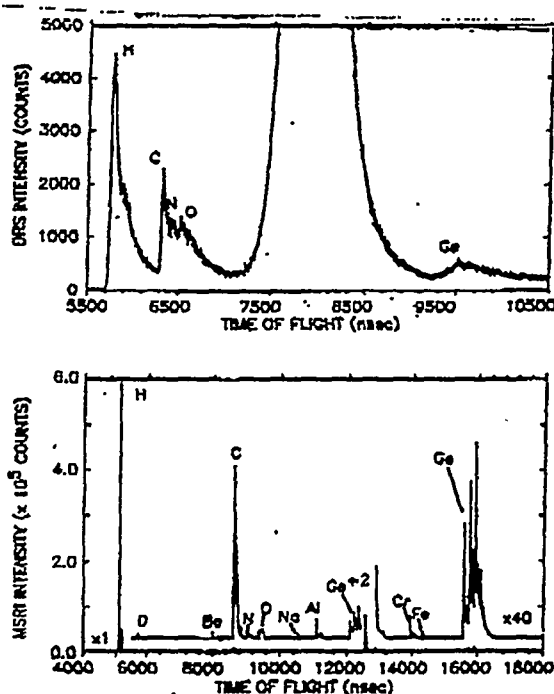 5000
4000
3000
2000
1000
0
DRS INTENSITY (COUNTS)
H
C
N
O
Ge
5500
6500
7500
8500
9500
10500
TIME OF FLIGHT (nsec)
6.0
4.0
2.0
0.0
MSRI INTENSITY (x 10⁵ COUNTS)
H
D
Be
C
N
O
Na
Al
Ge+2
Cr
Fe
Ge
x1
x40
4000
6000
8000
10000
12000
14000
16000
18000
TIME OF FLIGHT (nsec)